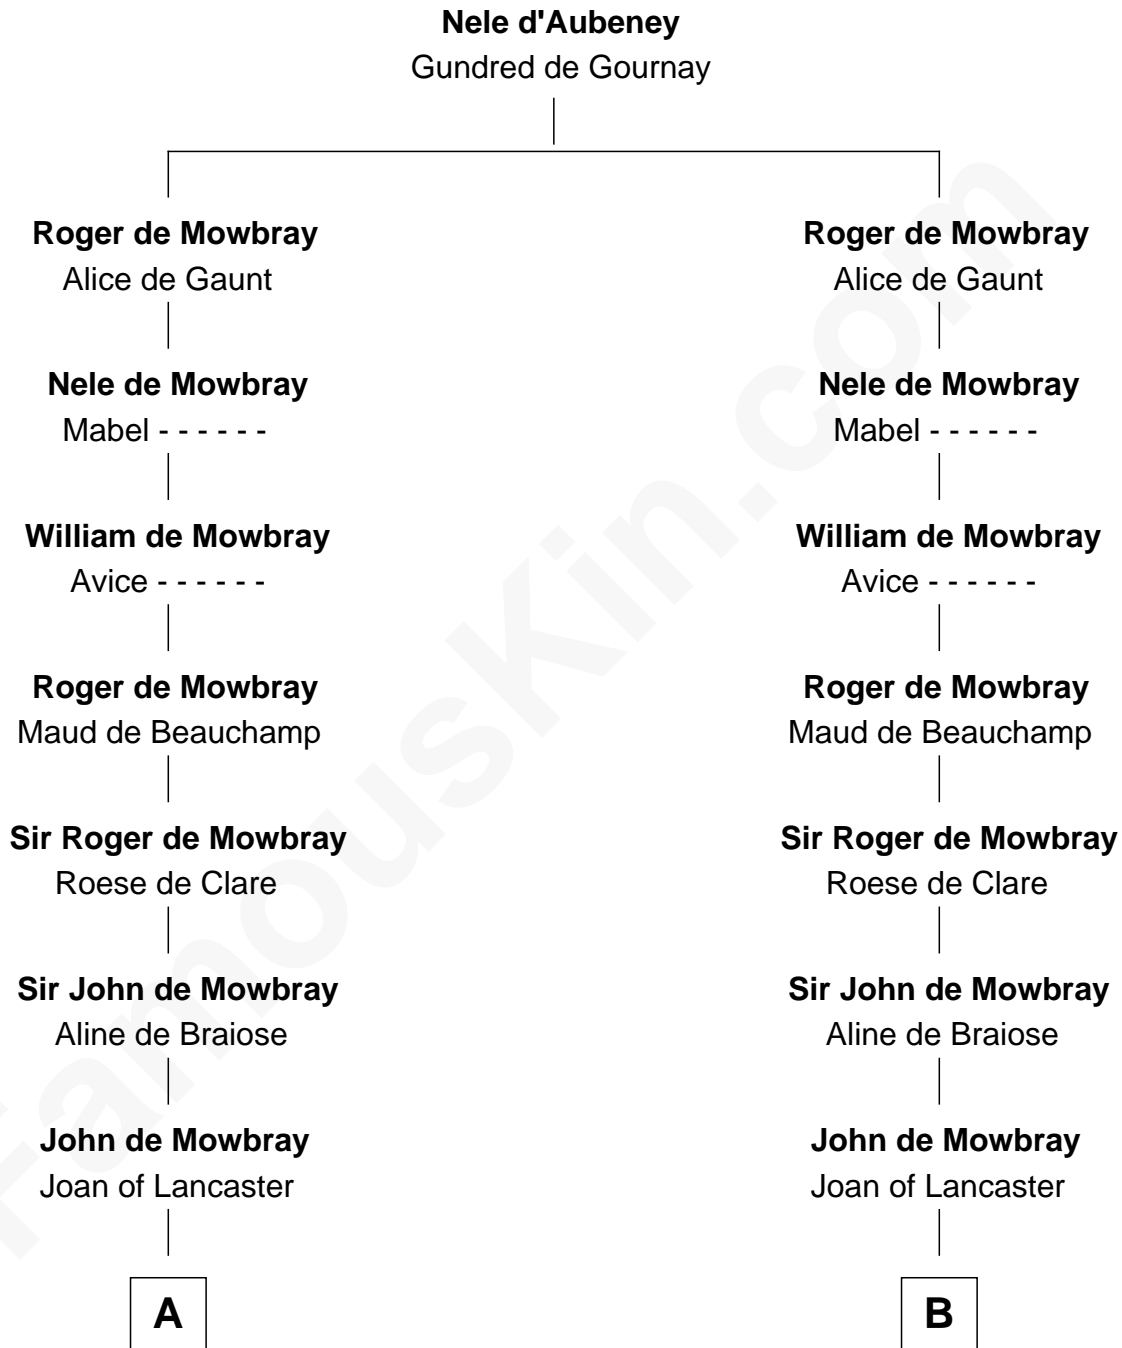 Nele d'Aubeney
Gundred de Gournay
Roger de Mowbray
Alice de Gaunt
Nele de Mowbray
Mabel - - - - - -
William de Mowbray
Avice - - - - - -
Roger de Mowbray
Maud de Beauchamp
Sir Roger de Mowbray
Roese de Clare
Sir John de Mowbray
Aline de Braiose
John de Mowbray
Joan of Lancaster
A
Roger de Mowbray
Alice de Gaunt
Nele de Mowbray
Mabel - - - - - -
William de Mowbray
Avice - - - - - -
Roger de Mowbray
Maud de Beauchamp
Sir Roger de Mowbray
Roese de Clare
Sir John de Mowbray
Aline de Braiose
John de Mowbray
Joan of Lancaster
B
FamousKin.com